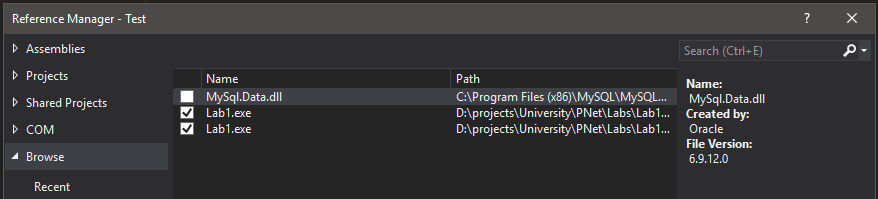 Reference Manager - Test
? ×
Assemblies
Projects
Shared Projects
COM
Browse
Recent
Name Path
MySql.Data.dll C:\Program Files (x86)\MySQL\MySQL...
Lab1.exe D:\projects\University\PNet\Labs\Lab1...
Lab1.exe D:\projects\University\PNet\Labs\Lab1...
Search (Ctrl+E)
Name:
MySql.Data.dll
Created by:
Oracle
File Version:
6.9.12.0